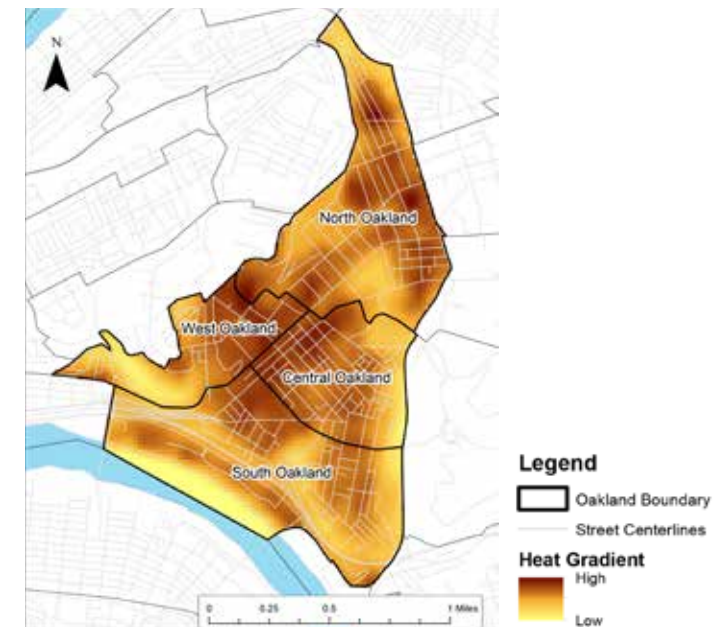 N
North Oakland
West Oakland
Central Oakland
South Oakland
0 0.25 0.5 1 Miles
Legend
Oakland Boundary
Street Centerlines
Heat Gradient
High
Low